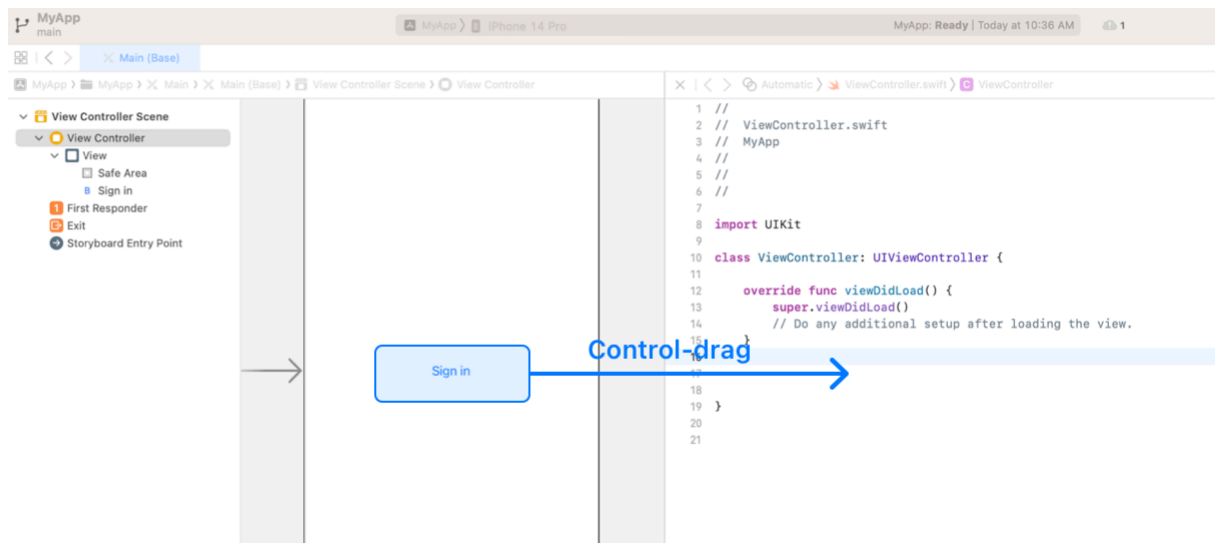 MyApp
main
MyApp 〉 iPhone 14 Pro
MyApp: Ready | Today at 10:36 AM
1
Main (Base)
MyApp 〉 MyApp 〉 Main 〉 Main (Base) 〉 View Controller Scene 〉 View Controller
Automatic 〉 ViewController.swift 〉 C ViewController
View Controller Scene
View Controller
View
Safe Area
B Sign in
1 First Responder
Exit
Storyboard Entry Point
Sign in
Control-drag
1 //
2 // ViewController.swift
3 // MyApp
4 //
5 //
6 //
7
8 import UIKit
9
10 class ViewController: UIViewController {
11
12 override func viewDidLoad() {
13 super.viewDidLoad()
14 // Do any additional setup after loading the view.
15 }
16
17
18
19 }
20
21